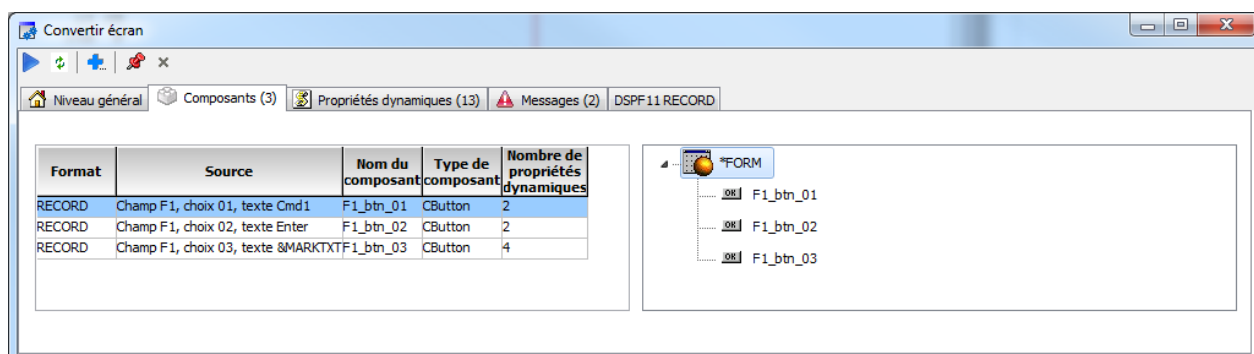 Convertir écran
Niveau général Composants (3) Propriétés dynamiques (13) Messages (2) DSPF11 RECORD
Format Source Nom du composant Type de composant Nombre de propriétés dynamiques
RECORD Champ F1, choix 01, texte Cmd1 F1_btn_01 CButton 2
RECORD Champ F1, choix 02, texte Enter F1_btn_02 CButton 2
RECORD Champ F1, choix 03, texte &MARKTXT F1_btn_03 CButton 4
*FORM
OK F1_btn_01
OK F1_btn_02
OK F1_btn_03